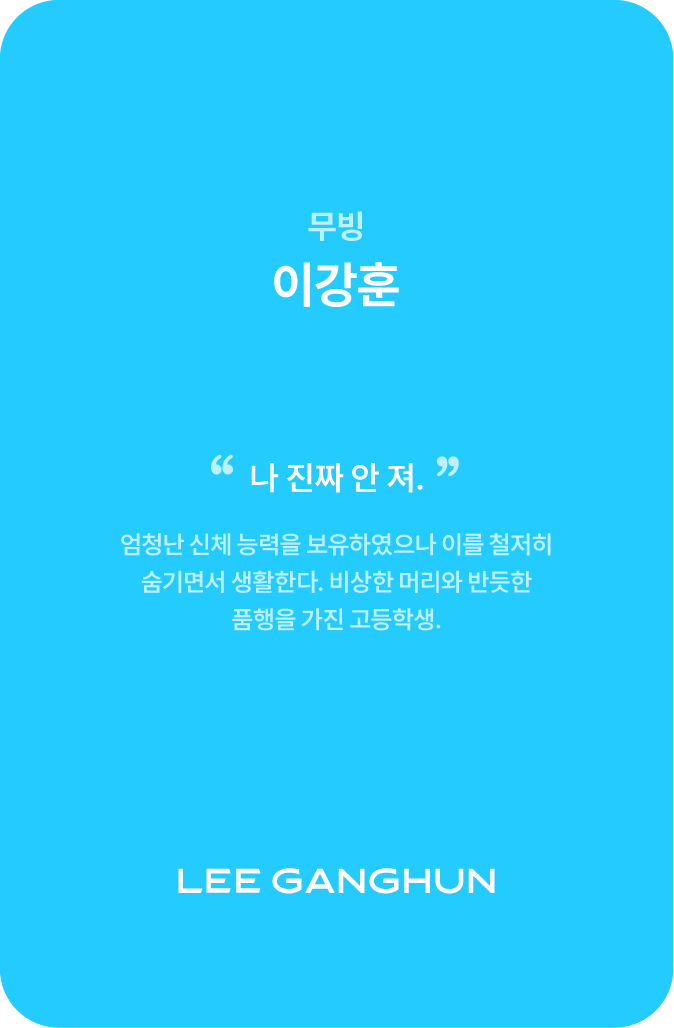 무빙
이강훈
“ 나 진짜 안 져. ”
엄청난 신체 능력을 보유하였으나 이를 철저히
숨기면서 생활한다. 비상한 머리와 반듯한
품행을 가진 고등학생.
LEE GANGHUN